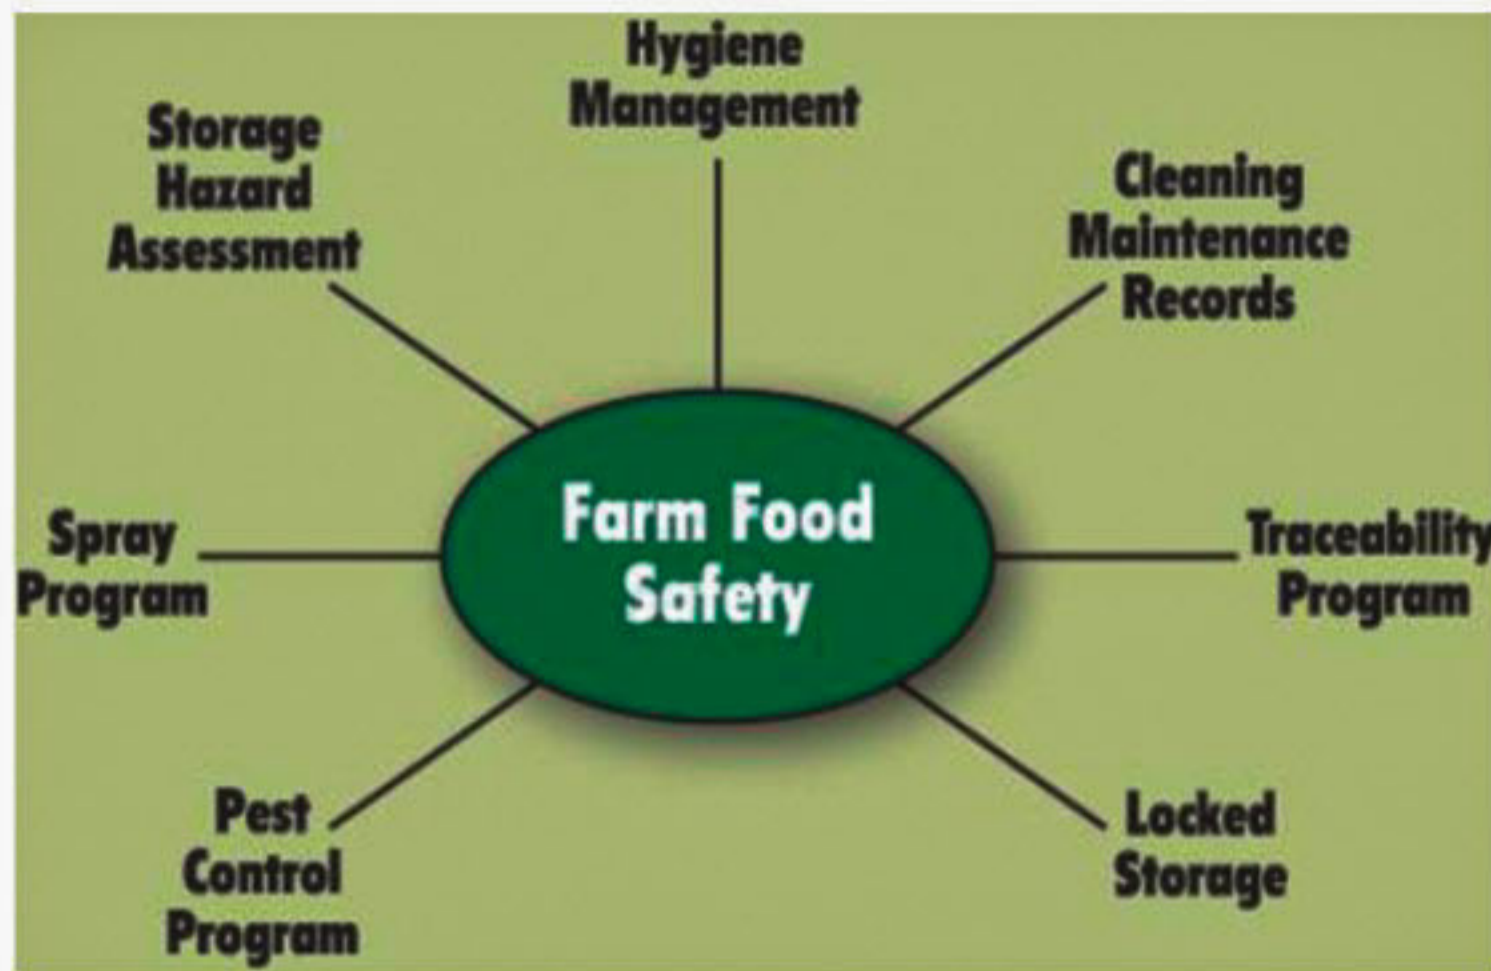 Hygiene
Management
Storage
Hazard
Assessment
Cleaning
Maintenance
Records
Farm Food
Safety
Spray
Program
Traceability
Program
Pest
Control
Program
Locked
Storage